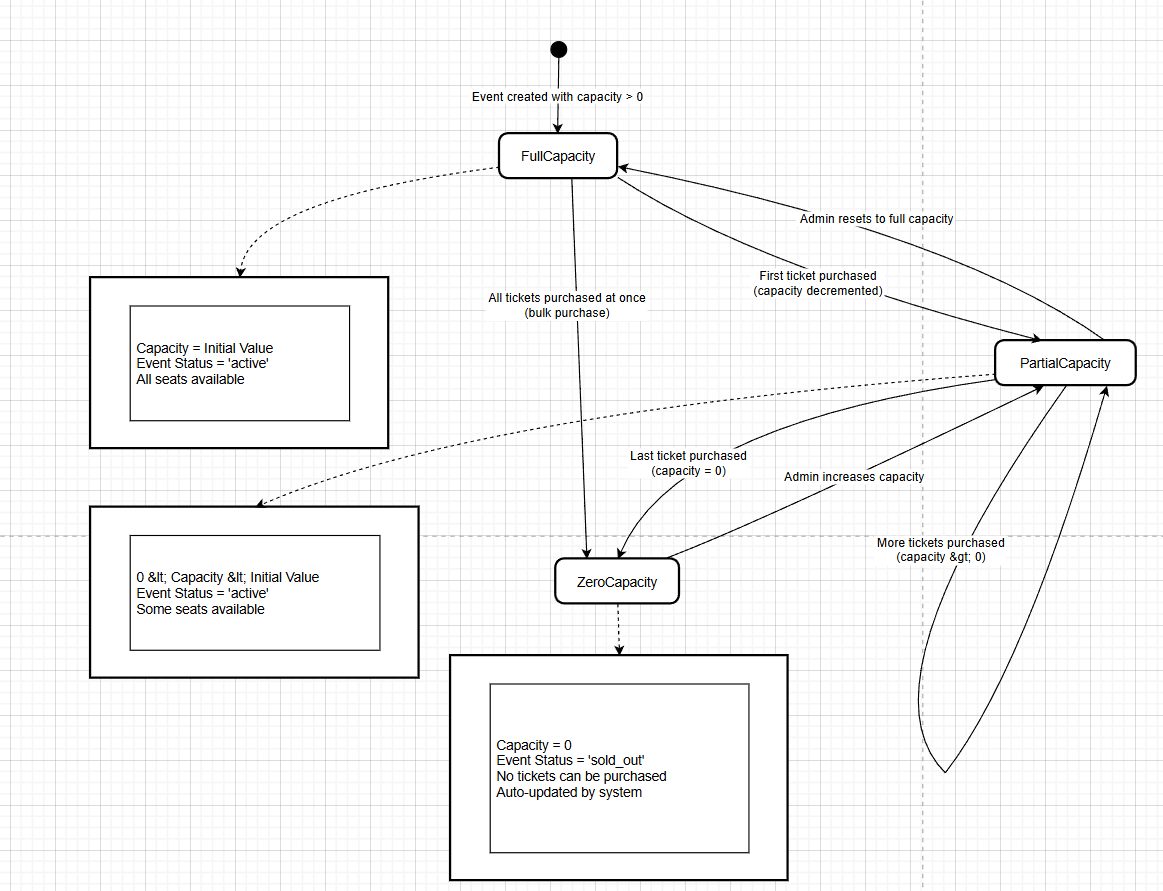 Event created with capacity > 0
FullCapacity
Admin resets to full capacity
First ticket purchased
(capacity decremented)
All tickets purchased at once
(bulk purchase)
Capacity = Initial Value
Event Status = 'active'
All seats available
PartialCapacity
Last ticket purchased
(capacity = 0)
Admin increases capacity
More tickets purchased
(capacity &gt; 0)
0 &lt; Capacity &lt; Initial Value
Event Status = 'active'
Some seats available
ZeroCapacity
Capacity = 0
Event Status = 'sold_out'
No tickets can be purchased
Auto-updated by system